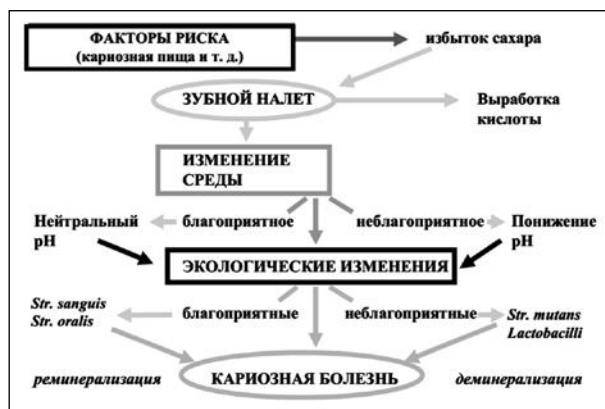 ФАКТОРЫ РИСКА
(кариозная пища и т. д.)
избыток сахара
ЗУБНОЙ НАЛЕТ
Выработка
кислоты
ИЗМЕНЕНИЕ
СРЕДЫ
Нейтральный
pH
благоприятное
неблагоприятное
Понижение
pH
ЭКОЛОГИЧЕСКИЕ ИЗМЕНЕНИЯ
Str. sanguis
Str. oralis
благоприятные
неблагоприятные
Str. mutans
Lactobacilli
реминерализация
КАРИОЗНАЯ БОЛЕЗНЬ
деминерализация